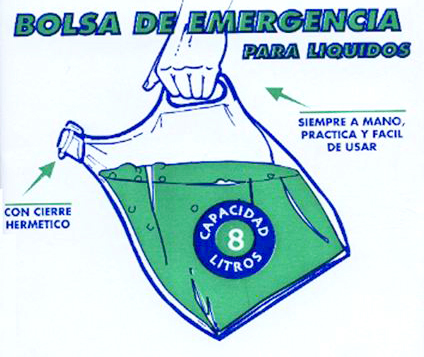 BOLSA DE EMERGENCIA
PARA LIQUIDOS
SIEMPRE A MANO,
PRACTICA Y FACIL
DE USAR
CON CIERRE
HERMETICO
CAPACIDAD
8
LITROS